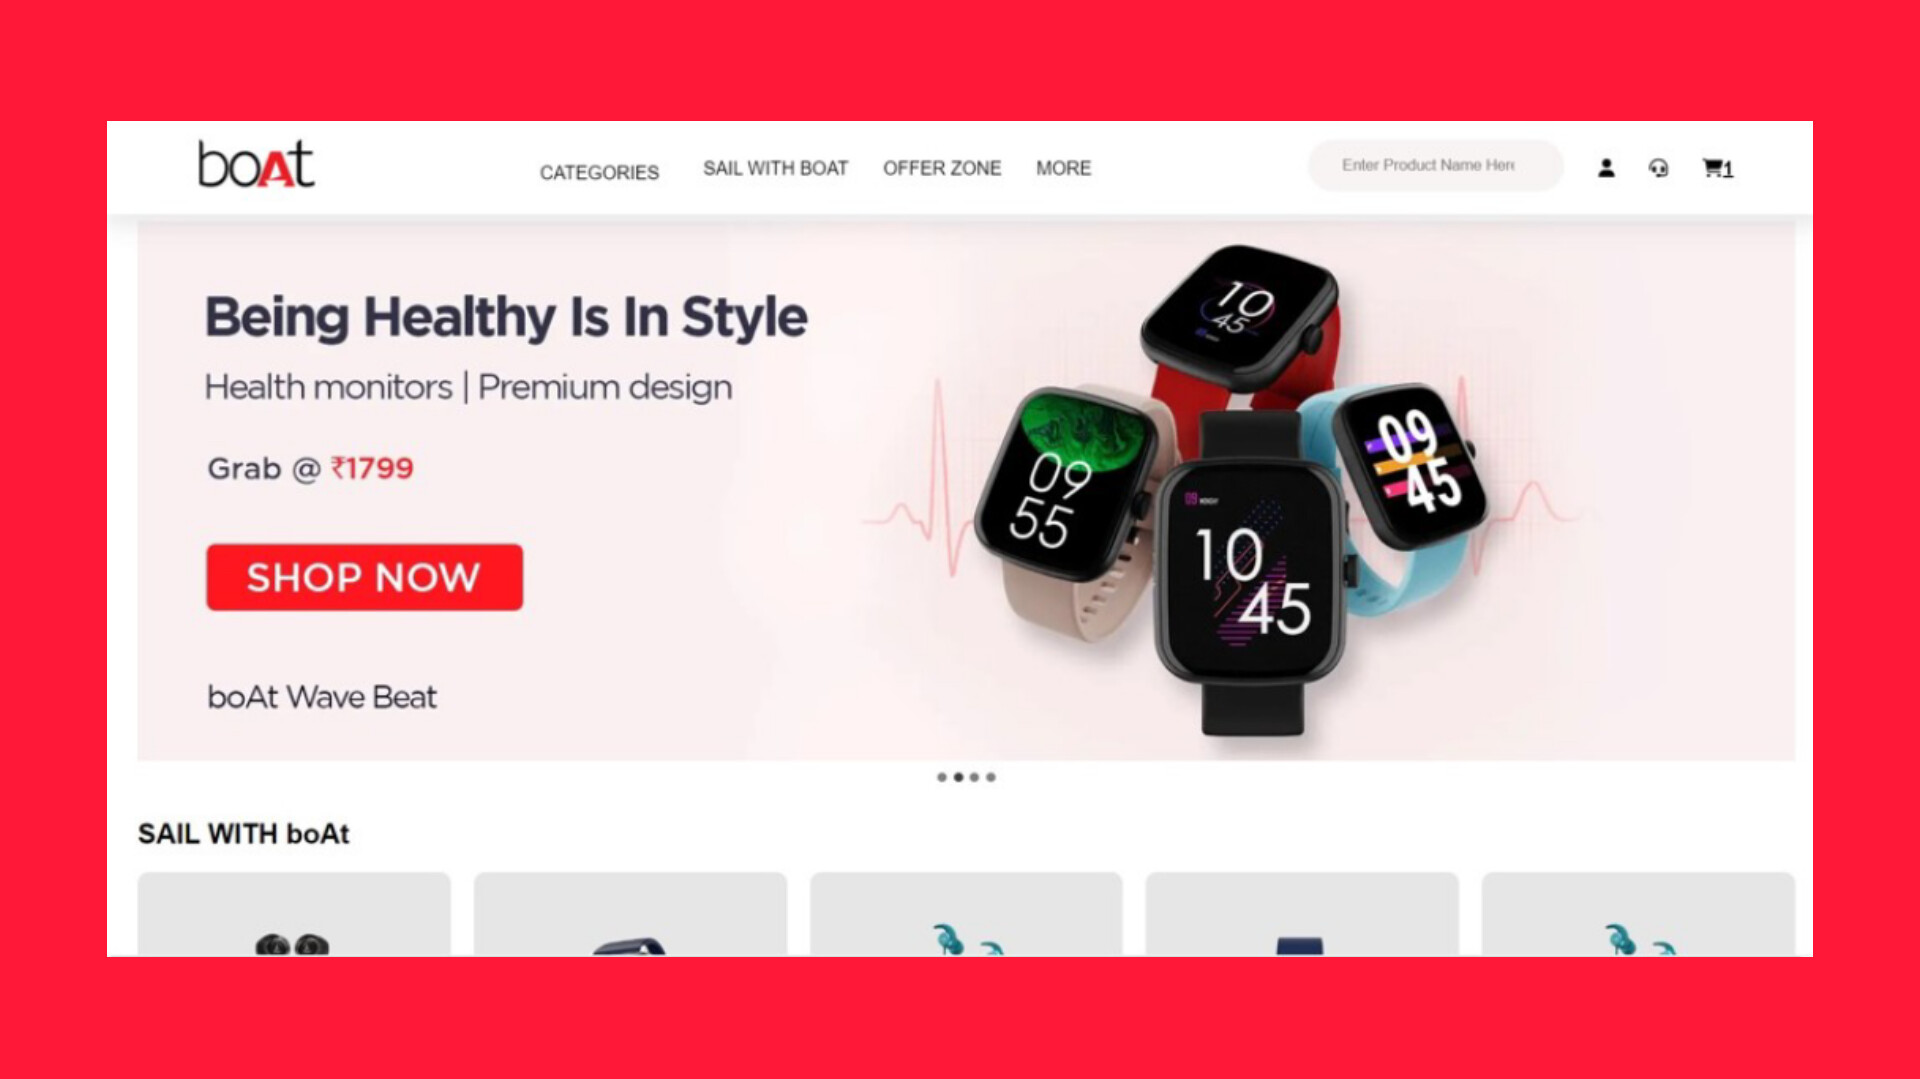 boAt
CATEGORIES
SAIL WITH BOAT
OFFER ZONE
MORE
Enter Product Name Here
1
Being Healthy Is In Style
Health monitors | Premium design
Grab @ ₹1799
SHOP NOW
boAt Wave Beat
10
45
09
55
09
45
09 MONDAY
10
45
SAIL WITH boAt